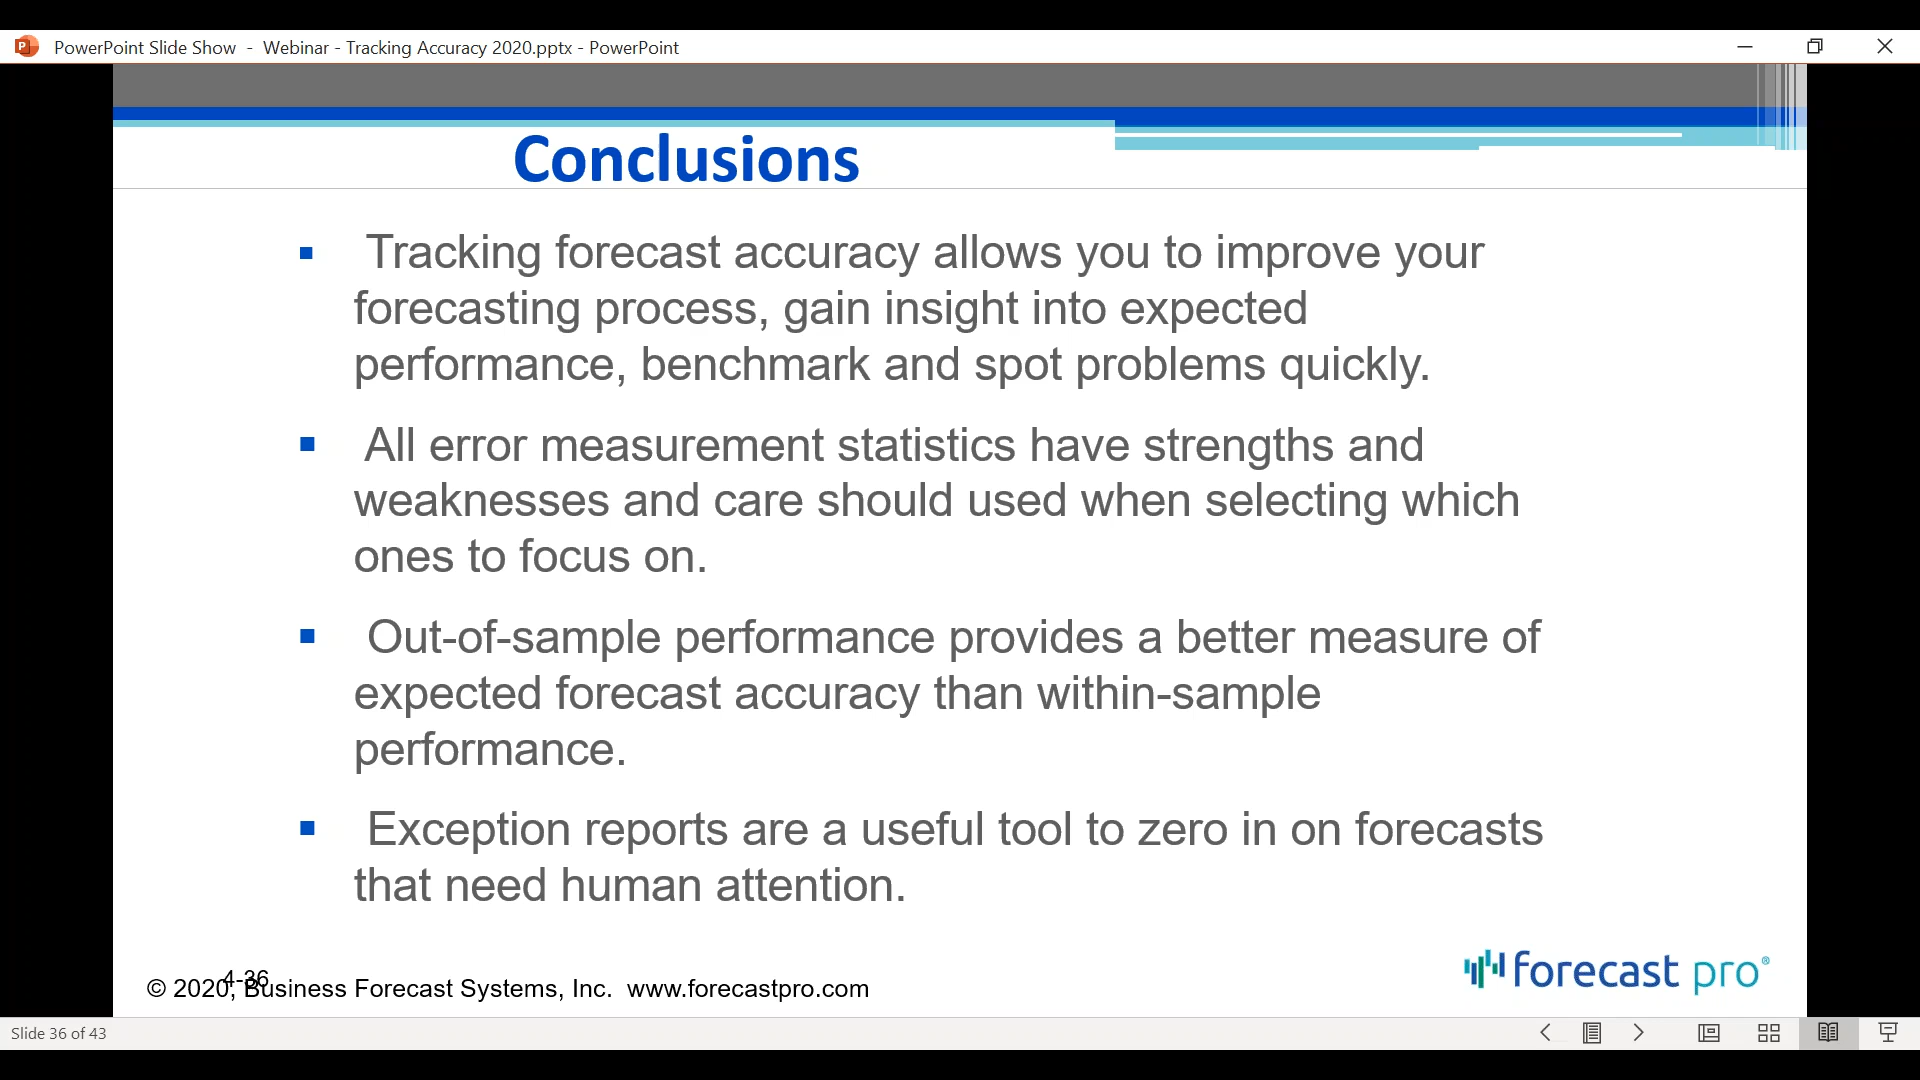 PowerPoint Slide Show - Webinar - Tracking Accuracy 2020.pptx - PowerPoint
Conclusions
▪ Tracking forecast accuracy allows you to improve your
forecasting process, gain insight into expected
performance, benchmark and spot problems quickly.
▪ All error measurement statistics have strengths and
weaknesses and care should used when selecting which
ones to focus on.
▪ Out-of-sample performance provides a better measure of
expected forecast accuracy than within-sample
performance.
▪ Exception reports are a useful tool to zero in on forecasts
that need human attention.
4-36
© 2020, Business Forecast Systems, Inc. www.forecastpro.com
forecast pro®
Slide 36 of 43